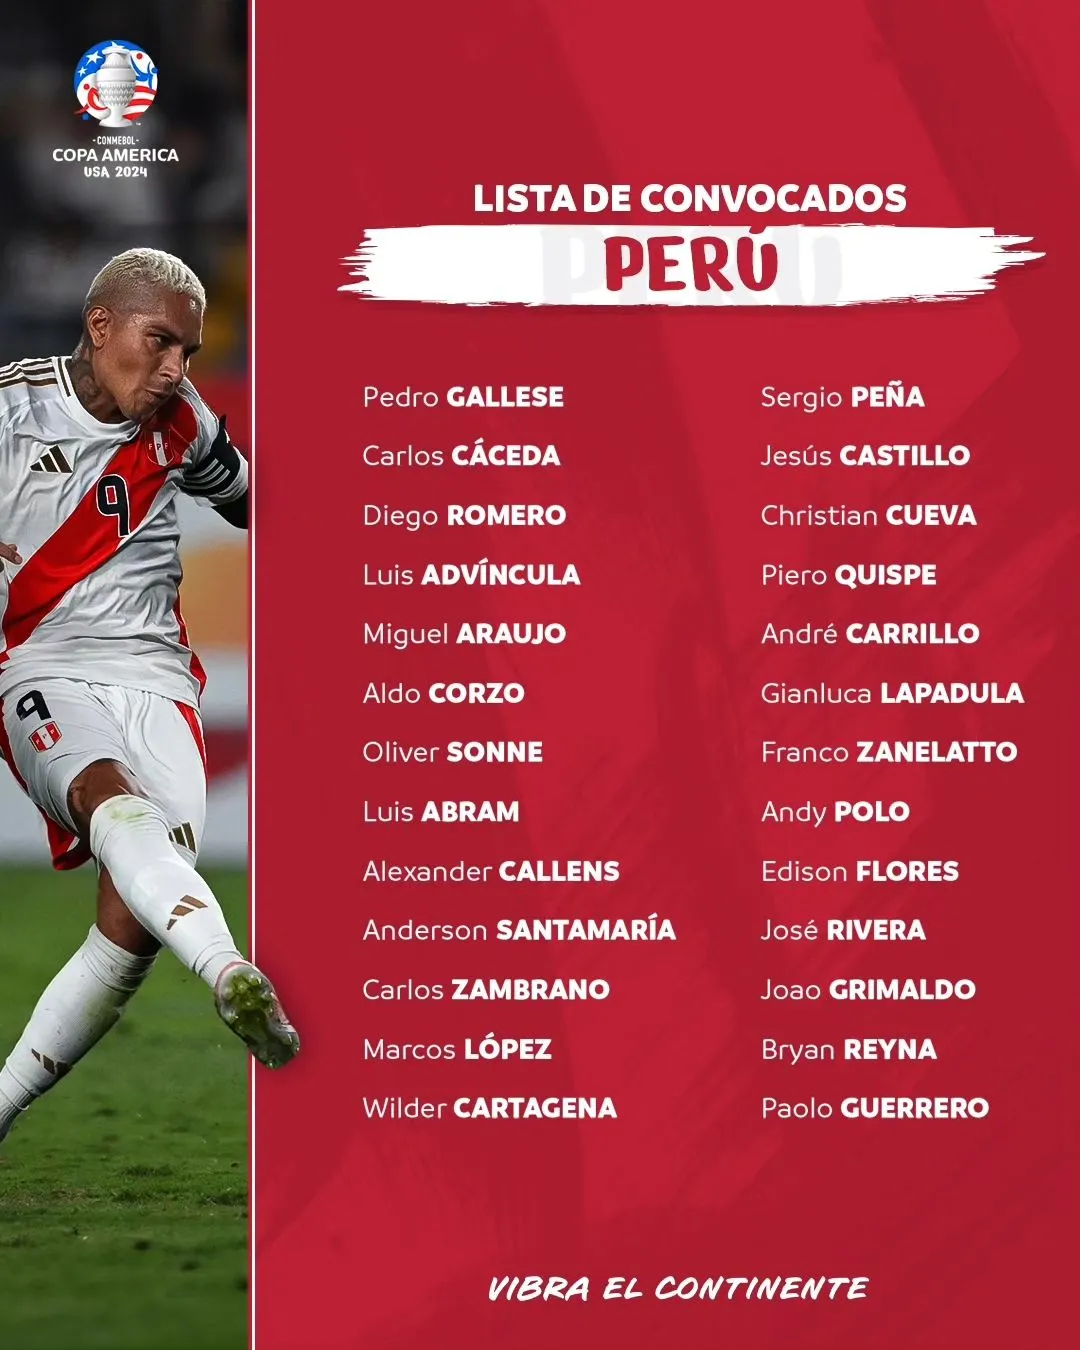 -CONMEBOL-
COPA AMERICA
USA 2024
LISTA DE CONVOCADOS
PERÚ
Pedro GALLESE
Carlos CÁCEDA
Diego ROMERO
Luis ADVÍNCULA
Miguel ARAUJO
Aldo CORZO
Oliver SONNE
Luis ABRAM
Alexander CALLENS
Anderson SANTAMARÍA
Carlos ZAMBRANO
Marcos LÓPEZ
Wilder CARTAGENA
Sergio PEÑA
Jesús CASTILLO
Christian CUEVA
Piero QUISPE
André CARRILLO
Gianluca LAPADULA
Franco ZANELATTO
Andy POLO
Edison FLORES
José RIVERA
Joao GRIMALDO
Bryan REYNA
Paolo GUERRERO
9
FPF
9
VIBRA EL CONTINENTE